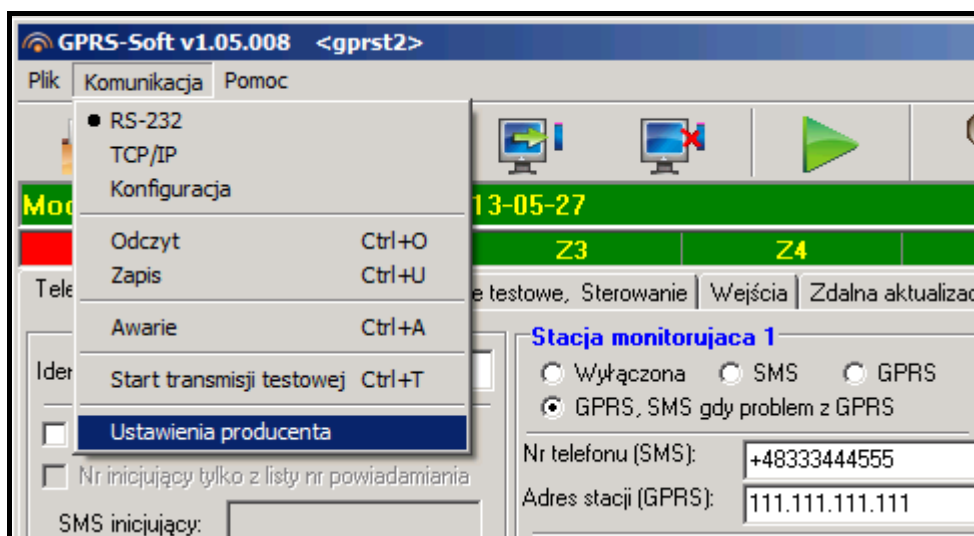 GPRS-Soft v1.05.008 <gprst2>
Plik Komunikacja Pomoc
RS-232
TCP/IP
Konfiguracja
13-05-27
Odczyt Ctrl+O
Z3 Z4
Zapis Ctrl+U
testowe, Sterowanie Wejścia Zdalna
Awarie Ctrl+A
Stacja monitorujaca 1
Start transmisji testowej Ctrl+T
Wyłączona SMS GPRS
GPRS, SMS gdy problem z GPRS
Ustawienia producenta
Nr telefonu (SMS): +48333444555
Nr inicjujący tylko z listy nr powiadamiania
Adres stacji (GPRS): 111.111.111.111
SMS inicjujący: